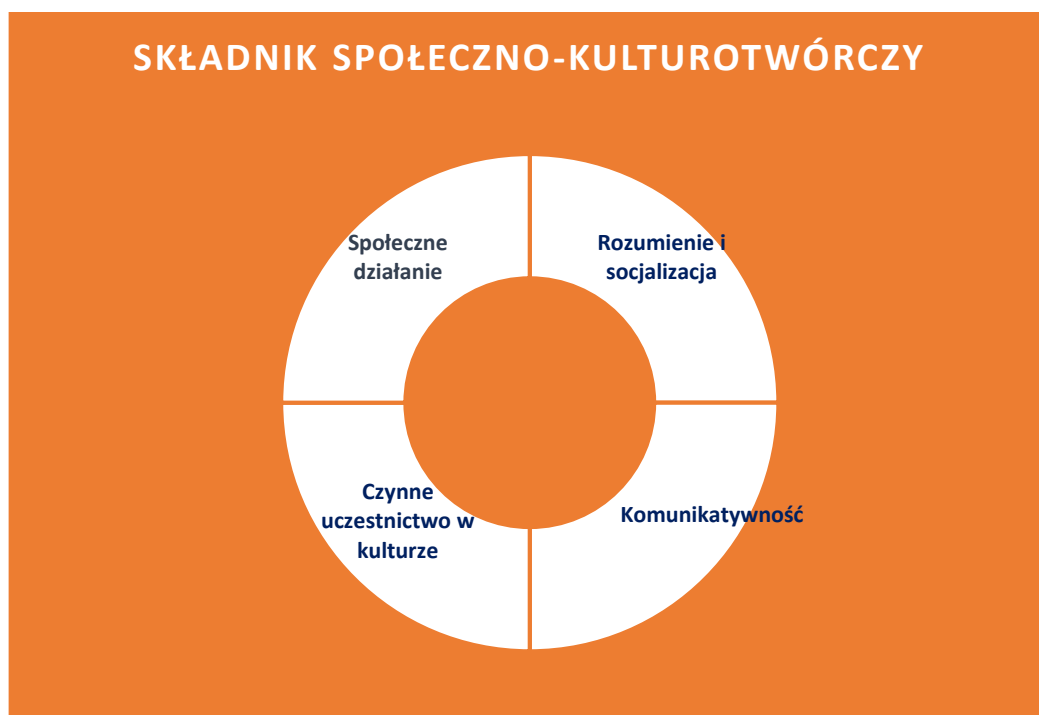 SKŁADNIK SPOŁECZNO-KULTUROTWÓRCZY
Społeczne
działanie
Rozumienie i
socjalizacja
Czynne
uczestnictwo w
kulturze
Komunikatywność